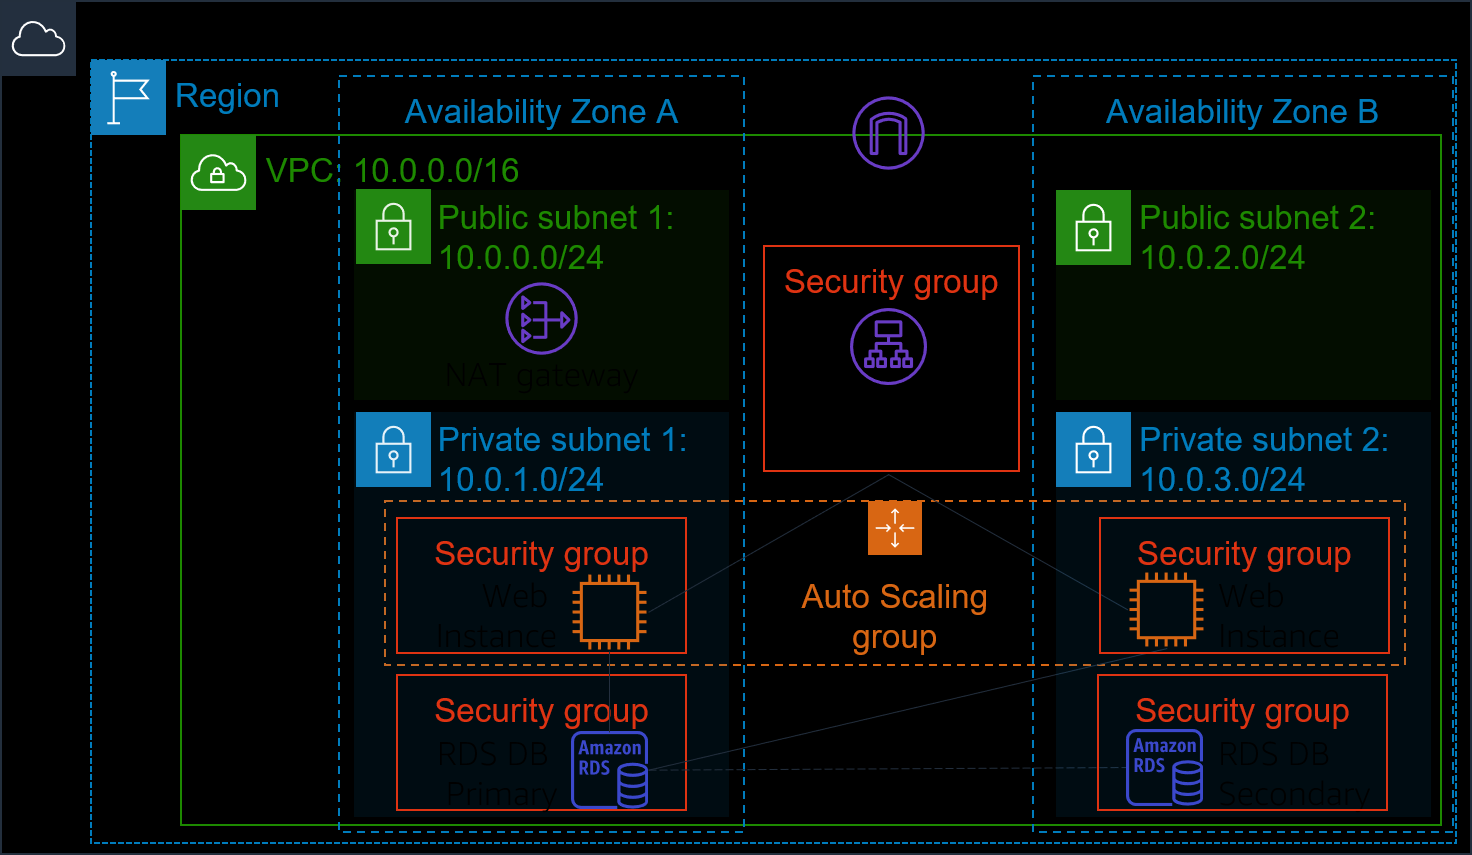 Region
Availability Zone A
Availability Zone B
VPC: 10.0.0.0/16
Public subnet 1:
10.0.0.0/24
NAT gateway
Security group
Public subnet 2:
10.0.2.0/24
Private subnet 1:
10.0.1.0/24
Private subnet 2:
10.0.3.0/24
Security group
Web
Instance
Auto Scaling
group
Security group
Web
Instance
Security group
RDS DB
Primary
Amazon
RDS
Security group
Amazon
RDS
RDS DB
Secondary